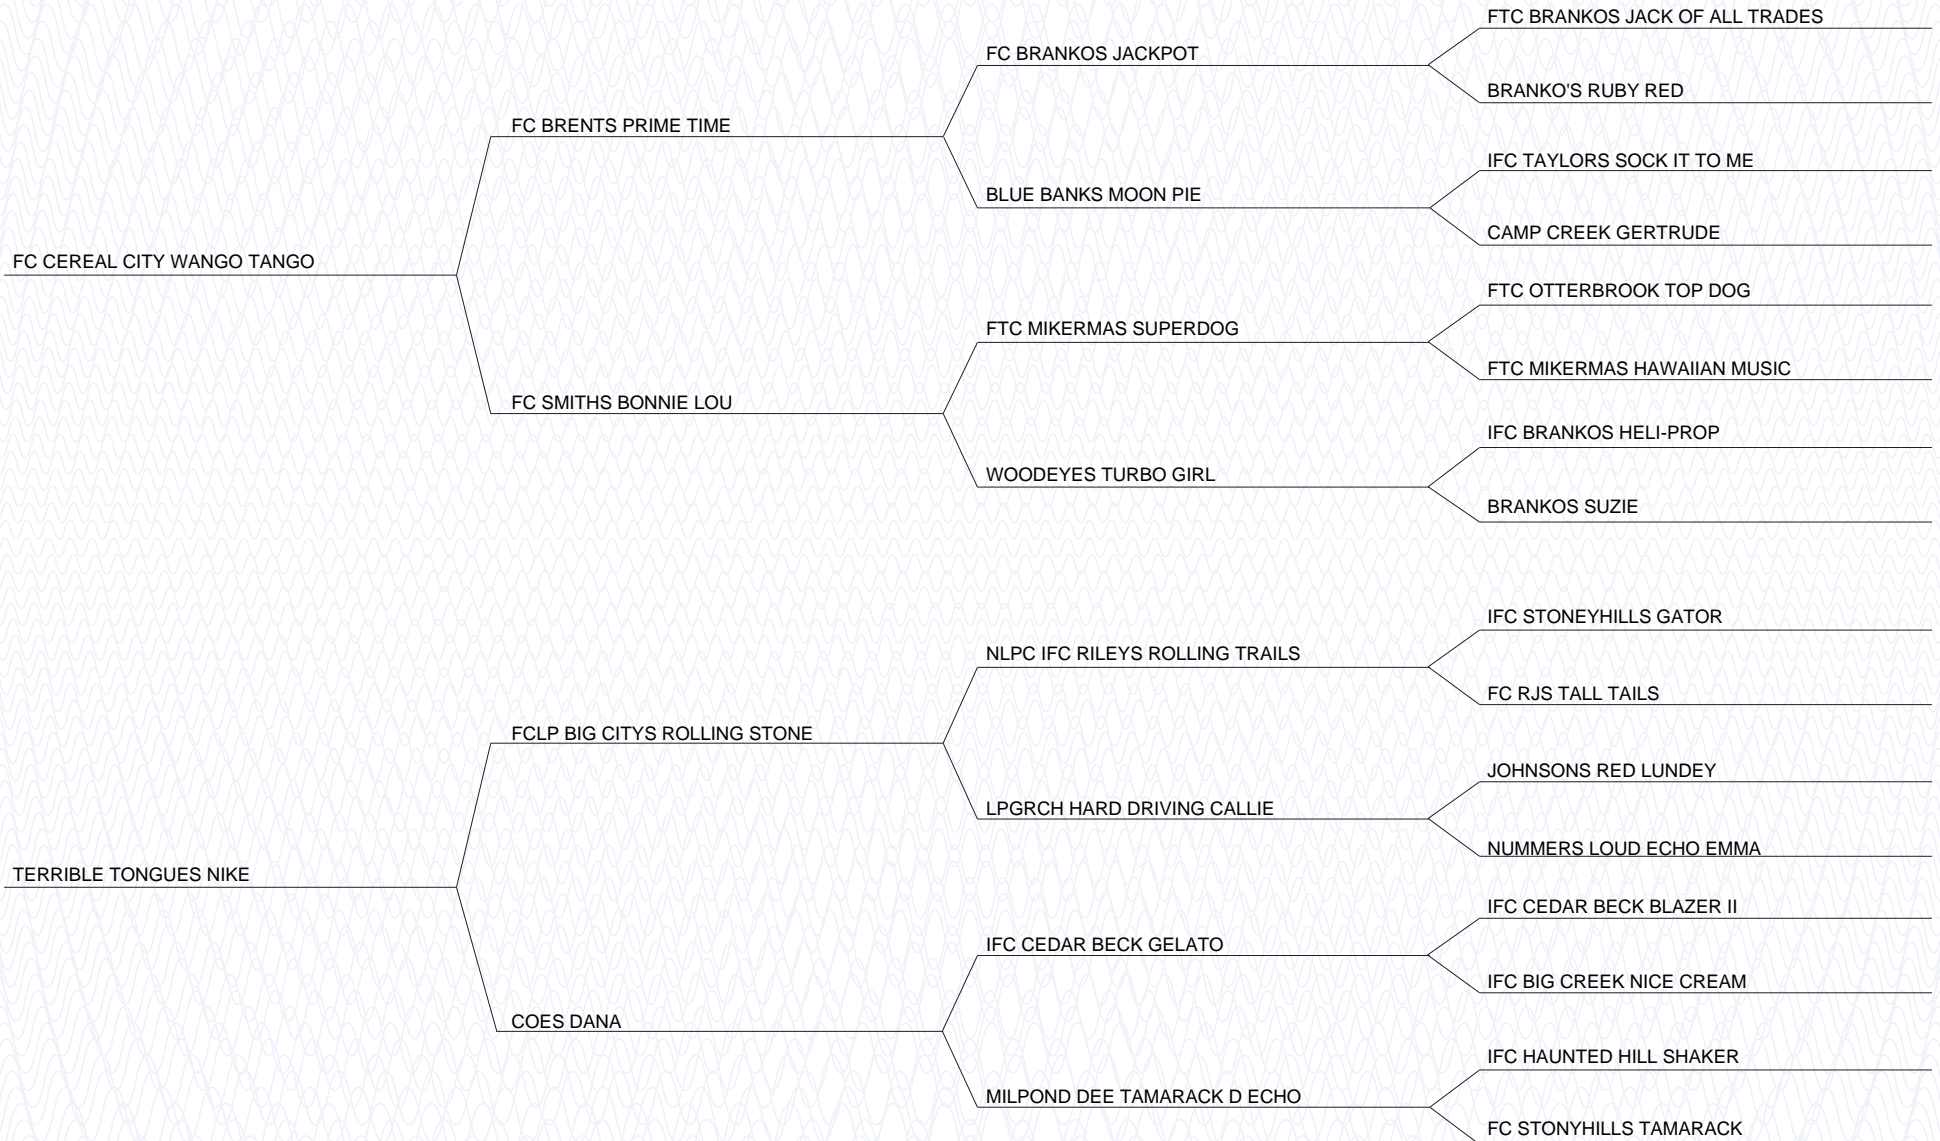 FTC BRANKOS JACK OF ALL TRADES
FC BRANKOS JACKPOT
BRANKO'S RUBY RED
FC BRENTS PRIME TIME
IFC TAYLORS SOCK IT TO ME
BLUE BANKS MOON PIE
CAMP CREEK GERTRUDE
FC CEREAL CITY WANGO TANGO
FTC OTTERBROOK TOP DOG
FTC MIKERMAS SUPERDOG
FTC MIKERMAS HAWAIIAN MUSIC
FC SMITHS BONNIE LOU
IFC BRANKOS HELI-PROP
WOODEYES TURBO GIRL
BRANKOS SUZIE
IFC STONEYHILLS GATOR
NLPC IFC RILEYS ROLLING TRAILS
FC RJS TALL TAILS
FCLP BIG CITYS ROLLING STONE
JOHNSONS RED LUNDEY
LPGRCH HARD DRIVING CALLIE
NUMMERS LOUD ECHO EMMA
TERRIBLE TONGUES NIKE
IFC CEDAR BECK BLAZER II
IFC CEDAR BECK GELATO
IFC BIG CREEK NICE CREAM
COES DANA
IFC HAUNTED HILL SHAKER
MILPOND DEE TAMARACK D ECHO
FC STONYHILLS TAMARACK